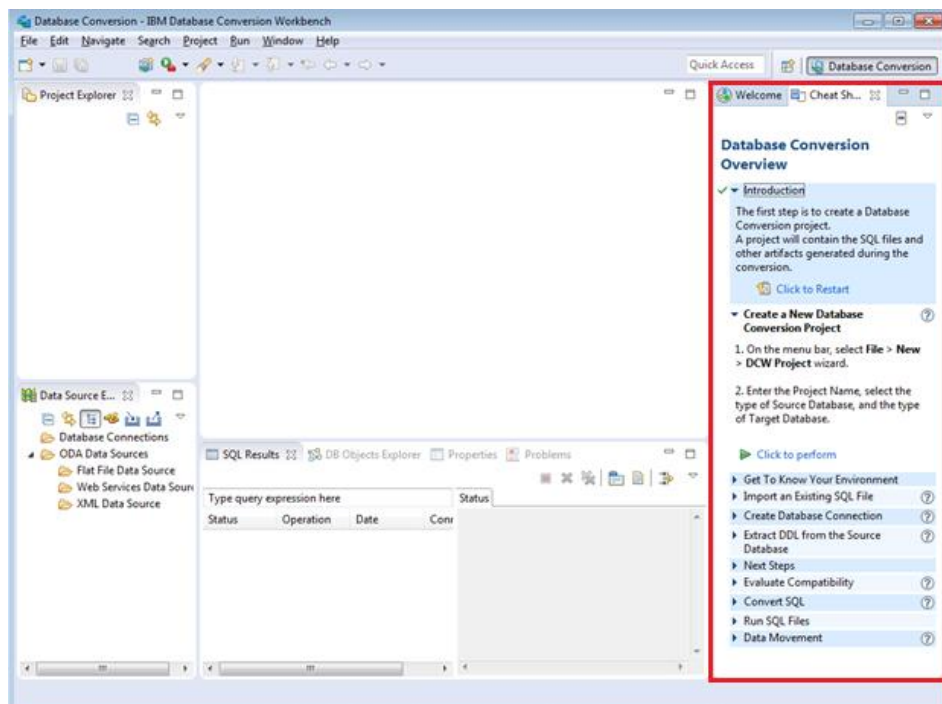 Database Conversion - IBM Database Conversion Workbench
File Edit Navigate Search Project Run Window Help
Quick Access
Database Conversion
Project Explorer
Data Source E...
Database Connections
ODA Data Sources
Flat File Data Source
Web Services Data Sour
XML Data Source
SQL Results DB Objects Explorer Properties Problems
Type query expression here
Status Operation Date Conn
Status
Welcome Cheat Sh...
Database Conversion
Overview
Introduction
The first step is to create a Database
Conversion project.
A project will contain the SQL files and
other artifacts generated during the
conversion.
Click to Restart
Create a New Database
Conversion Project
1. On the menu bar, select File > New
> DCW Project wizard.
2. Enter the Project Name, select the
type of Source Database, and the type
of Target Database.
Click to perform
Get To Know Your Environment
Import an Existing SQL File
Create Database Connection
Extract DDL from the Source
Database
Next Steps
Evaluate Compatibility
Convert SQL
Run SQL Files
Data Movement